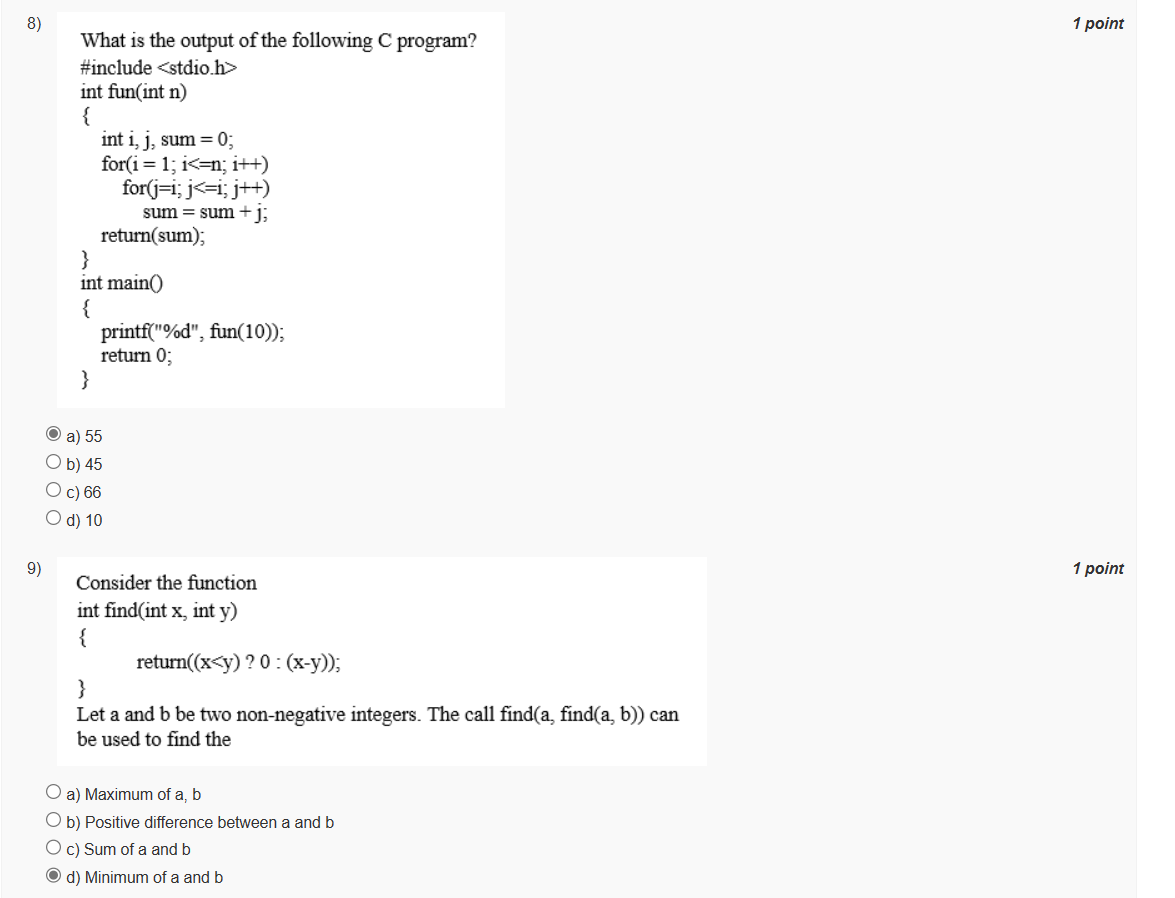 8)
1 point
What is the output of the following C program?
#include <stdio.h>
int fun(int n)
{
int i, j, sum = 0;
for(i = 1; i<=n; i++)
for(j=i; j<=i; j++)
sum = sum + j;
return(sum);
}
int main()
{
printf("%d", fun(10));
return 0;
}
a) 55
b) 45
c) 66
d) 10
9)
1 point
Consider the function
int find(int x, int y)
{
return((x<y) ? 0 : (x-y));
}
Let a and b be two non-negative integers. The call find(a, find(a, b)) can
be used to find the
a) Maximum of a, b
b) Positive difference between a and b
c) Sum of a and b
d) Minimum of a and b